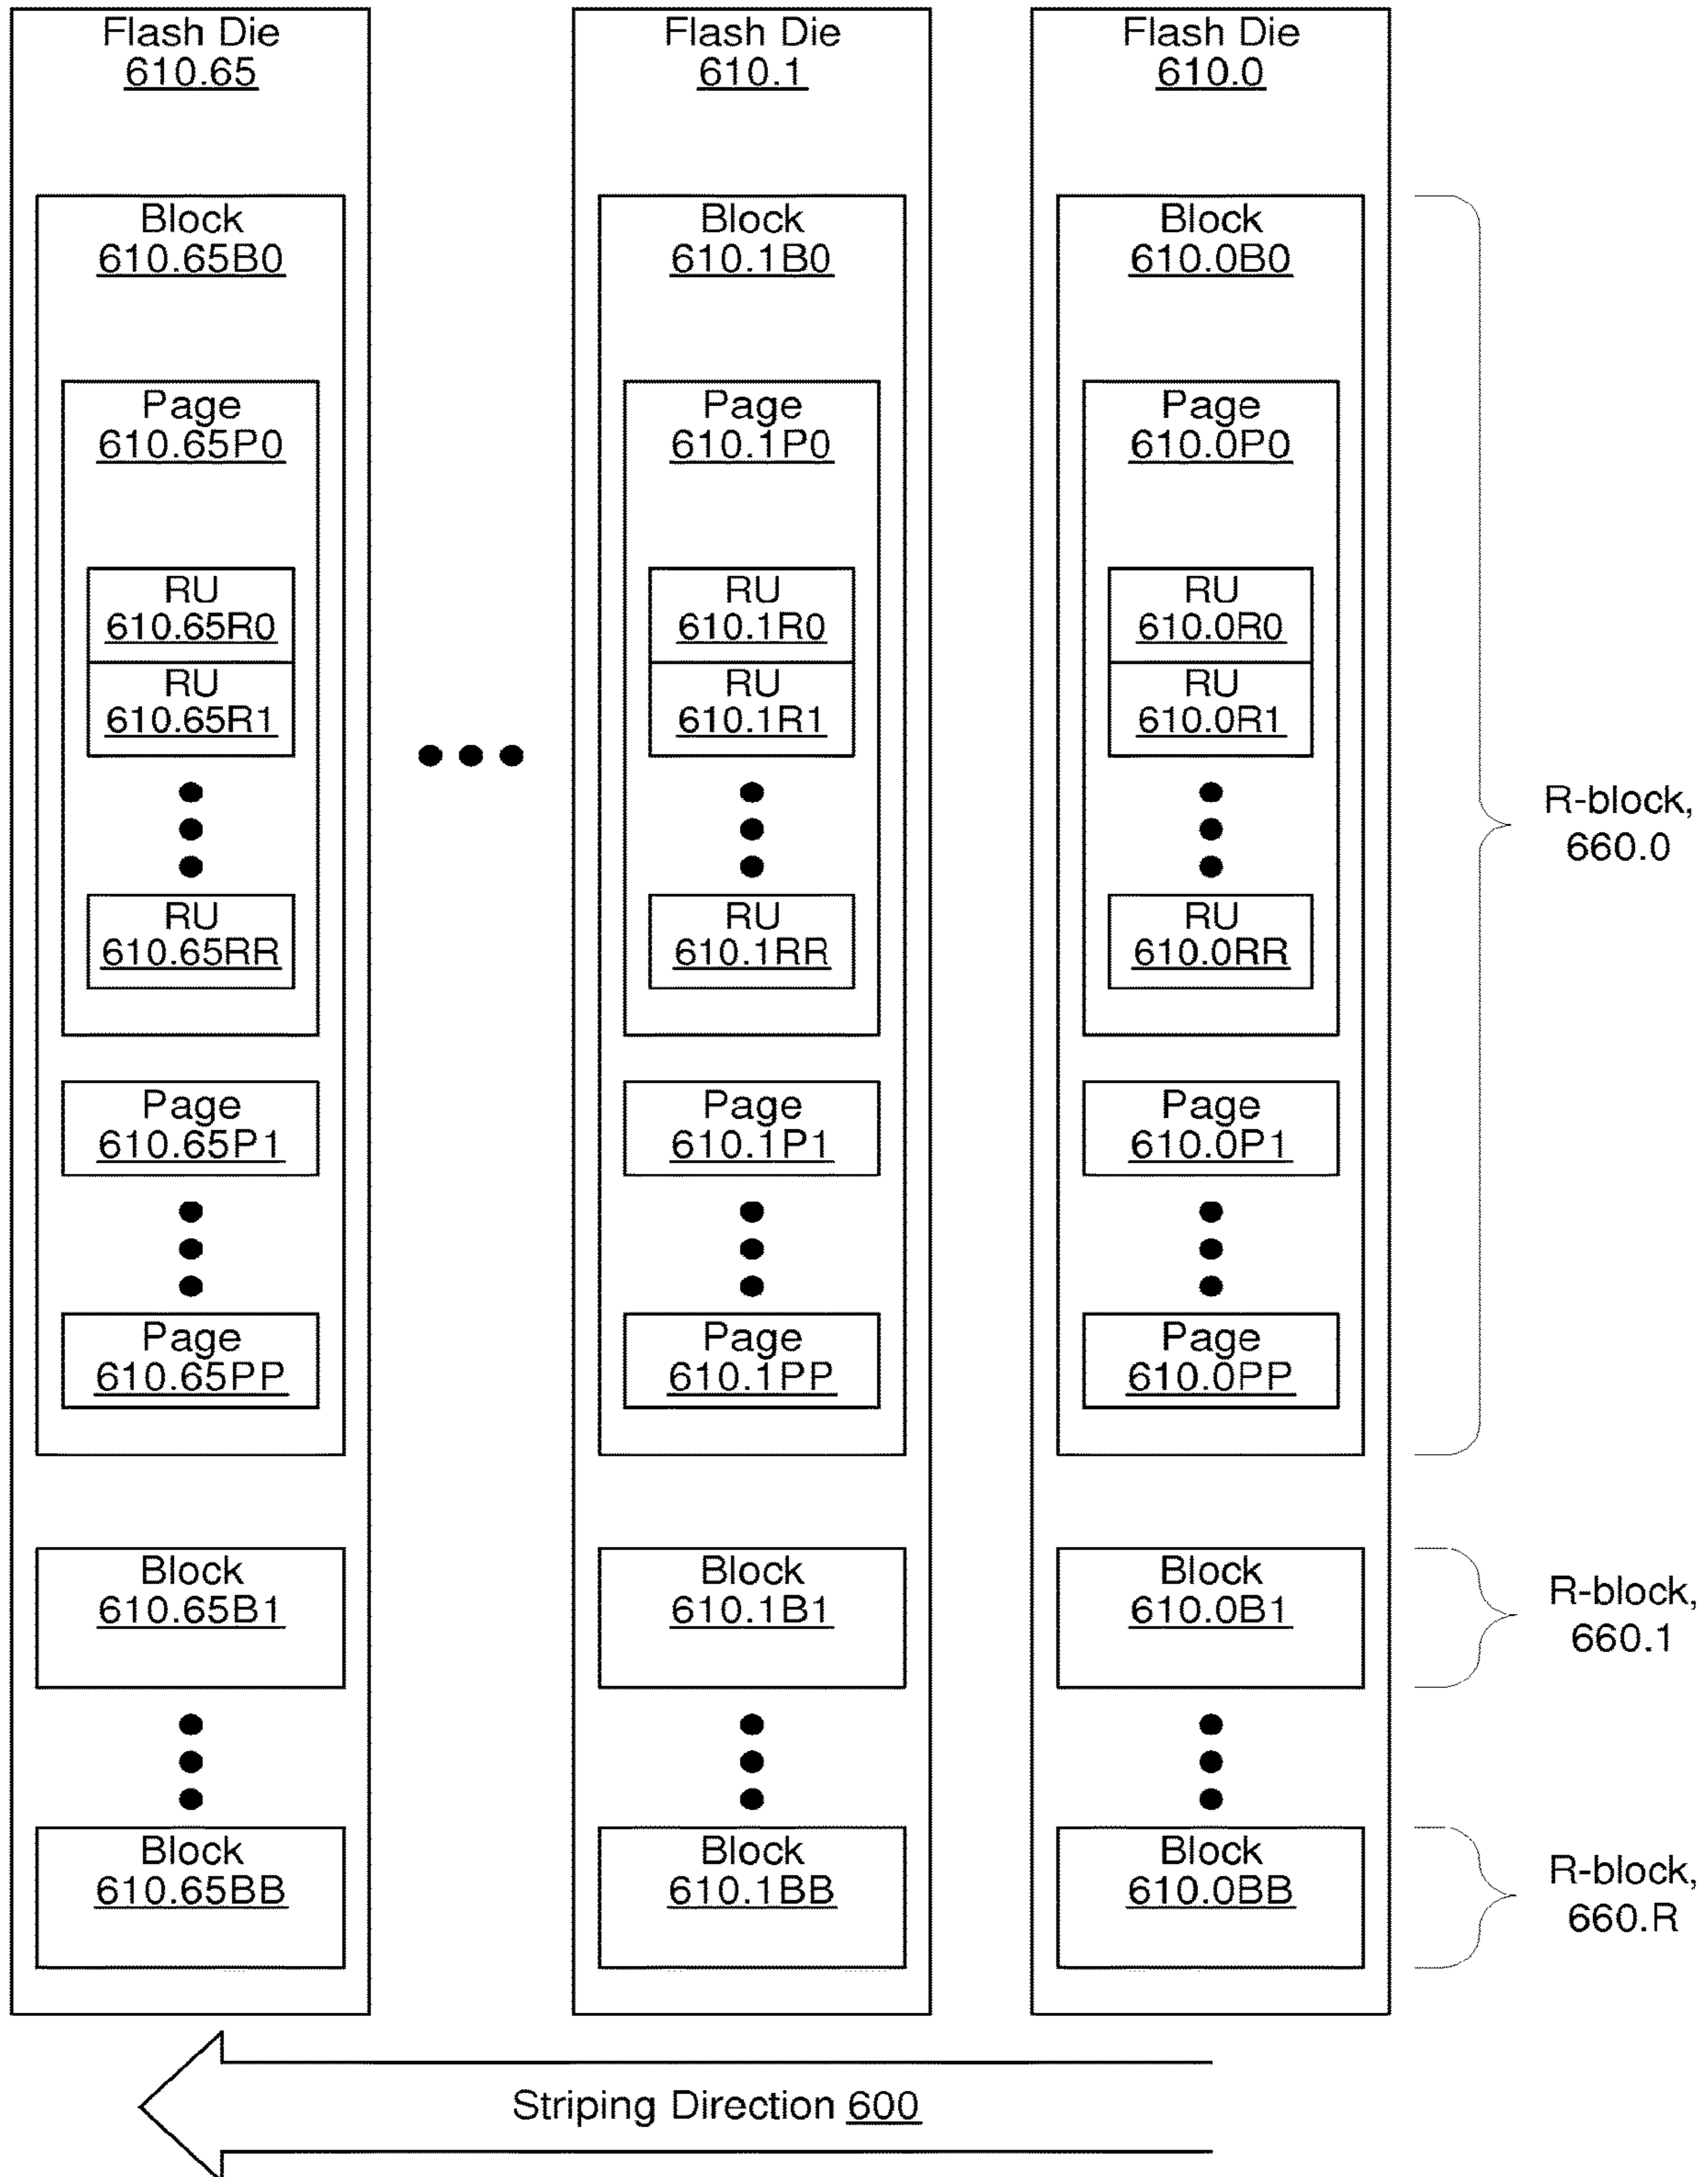 Flash Die
610.65
Flash Die
610.1
Flash Die
610.0
Block
610.65B0
Block
610.1B0
Block
610.0B0
Page
610.65P0
Page
610.1P0
Page
610.0P0
RU
610.65R0
RU
610.1R0
RU
610.0R0
RU
610.65R1
RU
610.1R1
RU
610.0R1
R-block,
660.0
RU
610.65RR
RU
610.1RR
RU
610.0RR
Page
610.65P1
Page
610.1P1
Page
610.0P1
Page
610.65PP
Page
610.1PP
Page
610.0PP
Block
610.65B1
Block
610.1B1
Block
610.0B1
R-block,
660.1
Block
610.65BB
Block
610.1BB
Block
610.0BB
R-block,
660.R
Striping Direction 600